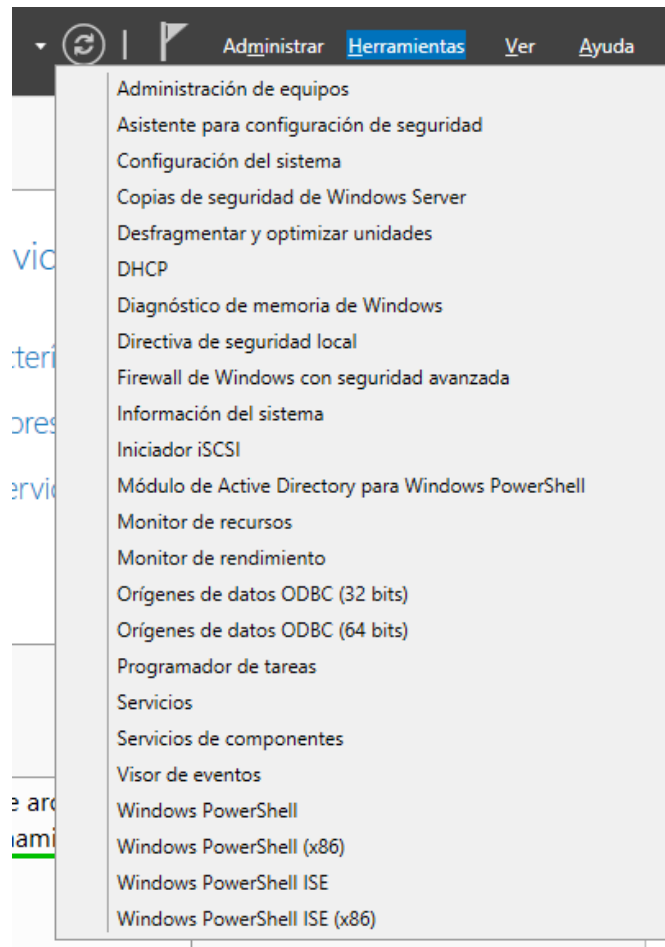 Administrar Herramientas Ver Ayuda
Administración de equipos
Asistente para configuración de seguridad
Configuración del sistema
Copias de seguridad de Windows Server
Desfragmentar y optimizar unidades
DHCP
Diagnóstico de memoria de Windows
Directiva de seguridad local
Firewall de Windows con seguridad avanzada
Información del sistema
Iniciador iSCSI
Módulo de Active Directory para Windows PowerShell
Monitor de recursos
Monitor de rendimiento
Orígenes de datos ODBC (32 bits)
Orígenes de datos ODBC (64 bits)
Programador de tareas
Servicios
Servicios de componentes
Visor de eventos
Windows PowerShell
Windows PowerShell (x86)
Windows PowerShell ISE
Windows PowerShell ISE (x86)